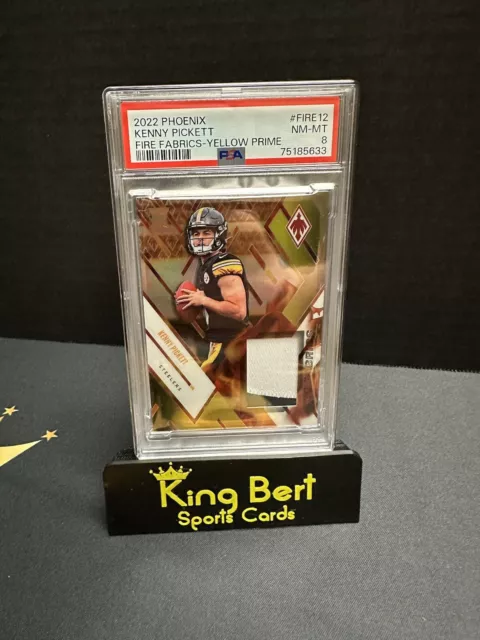 2022 PHOENIX #FIRE12
KENNY PICKETT NM-MT
FIRE FABRICS-YELLOW PRIME 8
PSA 75185633
KENNY PICKETT
STEELERS
King Bert
Sports Cards